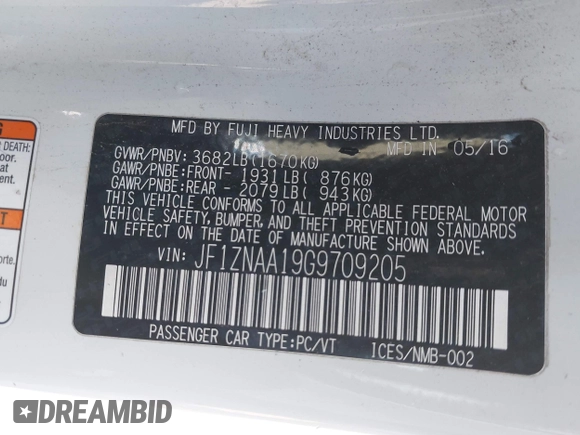 MFD BY FUJI HEAVY INDUSTRIES LTD.
GVWR/PNBV: 3682LB(1670KG) MFD IN 05/16
GAWR/PNBE:FRONT- 1931LB( 876KG)
GAWR/PNBE:REAR - 2079LB( 943KG)
THIS VEHICLE CONFORMS TO ALL APPLICABLE FEDERAL MOTOR
VEHICLE SAFETY, BUMPER, AND THEFT PREVENTION STANDARDS
IN EFFECT ON THE DATE OF MANUFACTURE SHOWN ABOVE.
VIN: JF1ZNAA19G9709205
PASSENGER CAR TYPE:PC/VT ICES/NMB-002
door.
orte.
DREAMBID